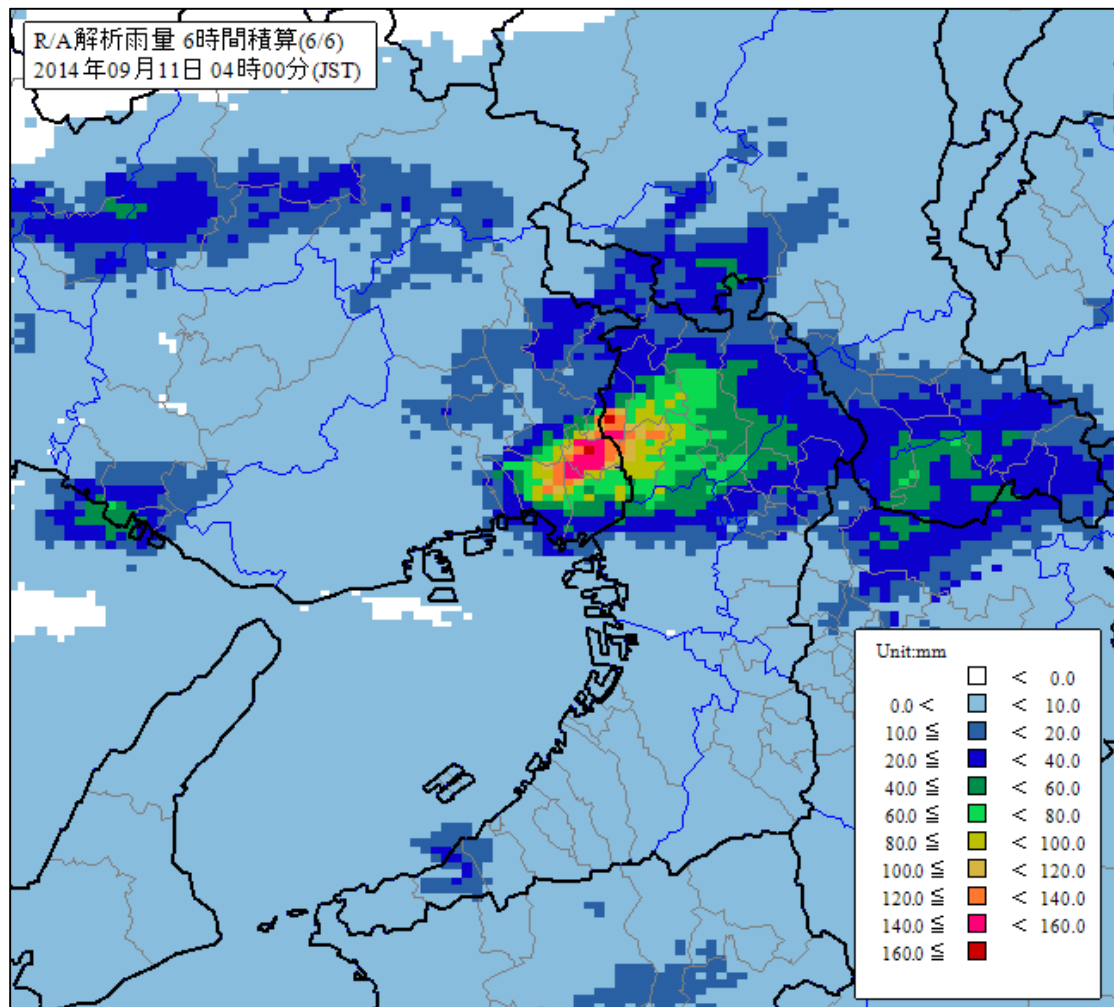 R/A解析雨量 6時間積算(6/6)
2014年09月11日 04時00分(JST)
Unit:mm
< 0.0
0.0 < < 10.0
10.0 ≦ < 20.0
20.0 ≦ < 40.0
40.0 ≦ < 60.0
60.0 ≦ < 80.0
80.0 ≦ < 100.0
100.0 ≦ < 120.0
120.0 ≦ < 140.0
140.0 ≦ < 160.0
160.0 ≦